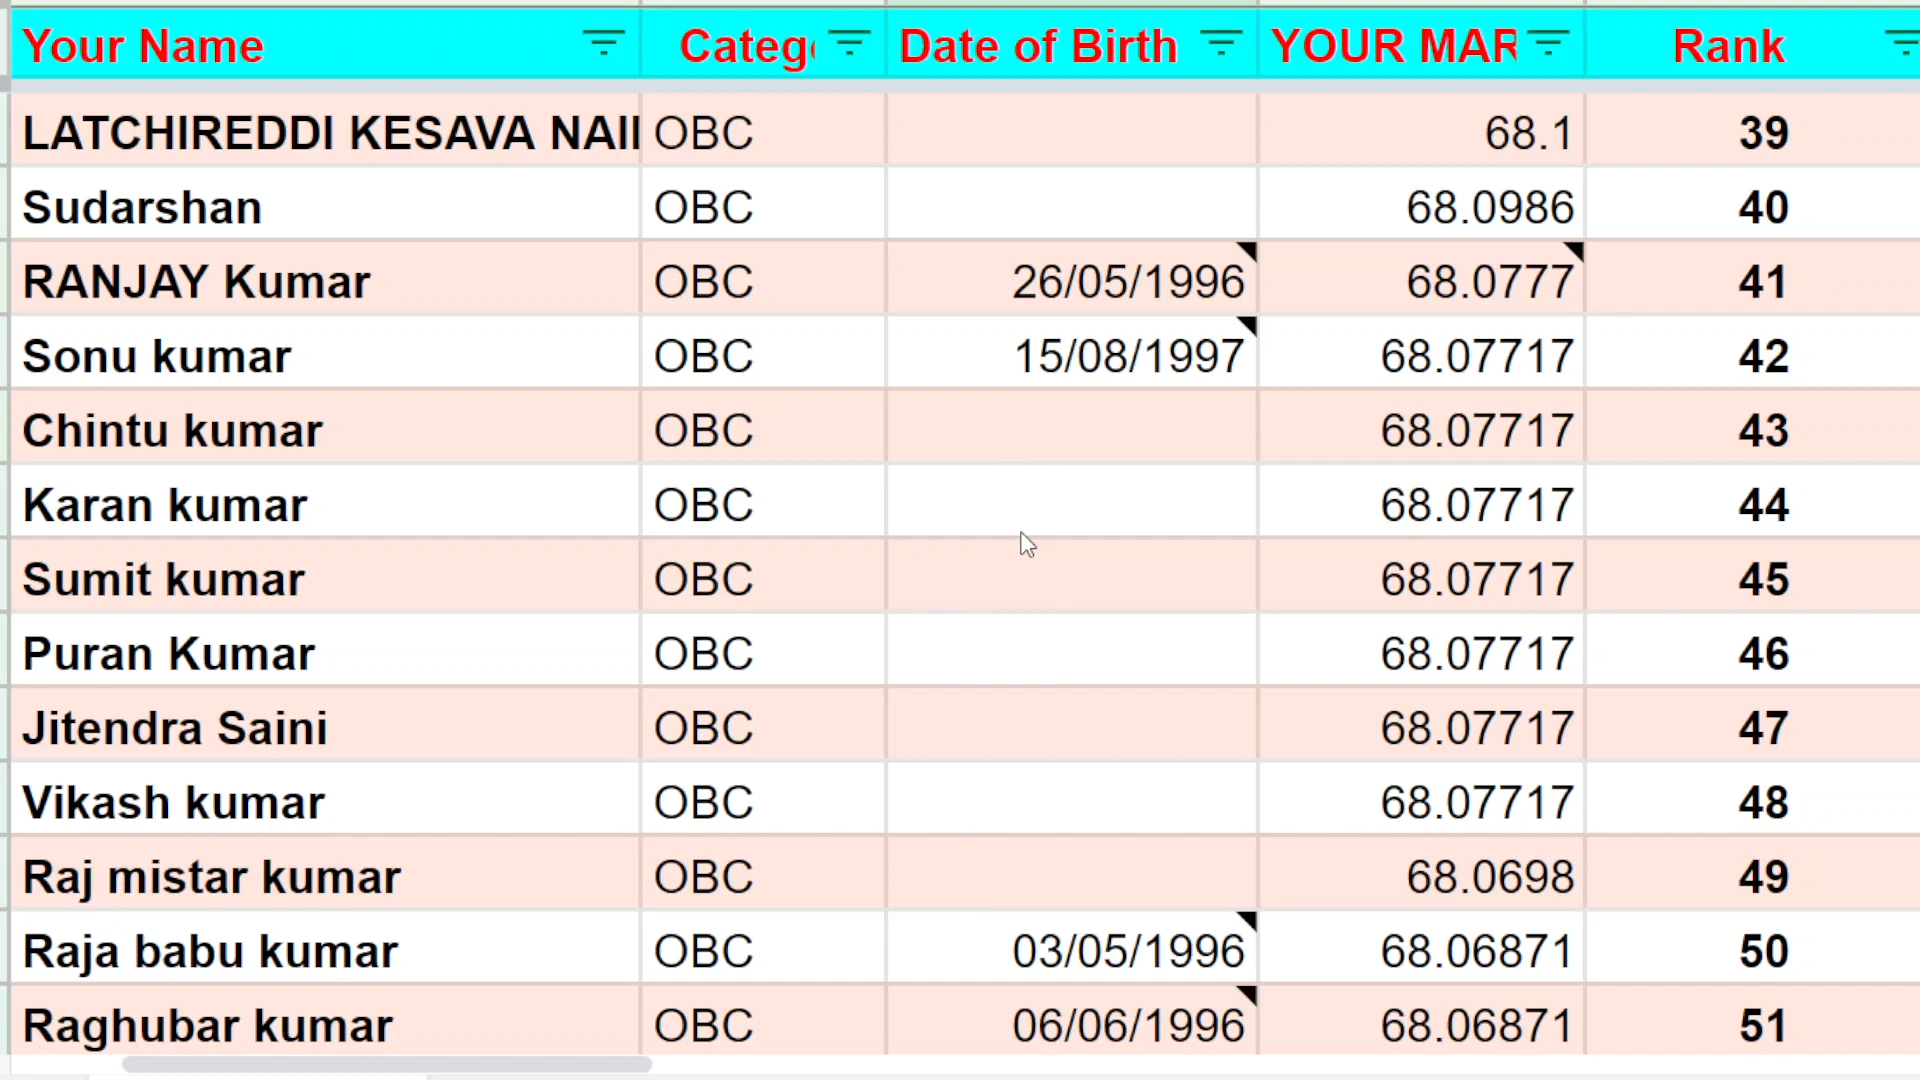 Your Name Categ Date of Birth YOUR MAR Rank
LATCHIREDDI KESAVA OBC 68.1 39
Sudarshan OBC 68.0986 40
RANJAY Kumar OBC 26/05/1996 68.0777 41
Sonu kumar OBC 15/08/1997 68.07717 42
Chintu kumar OBC 68.07717 43
Karan kumar OBC 68.07717 44
Sumit kumar OBC 68.07717 45
Puran Kumar OBC 68.07717 46
Jitendra Saini OBC 68.07717 47
Vikash kumar OBC 68.07717 48
Raj mistar kumar OBC 68.0698 49
Raja babu kumar OBC 03/05/1996 68.06871 50
Raghubar kumar OBC 06/06/1996 68.06871 51